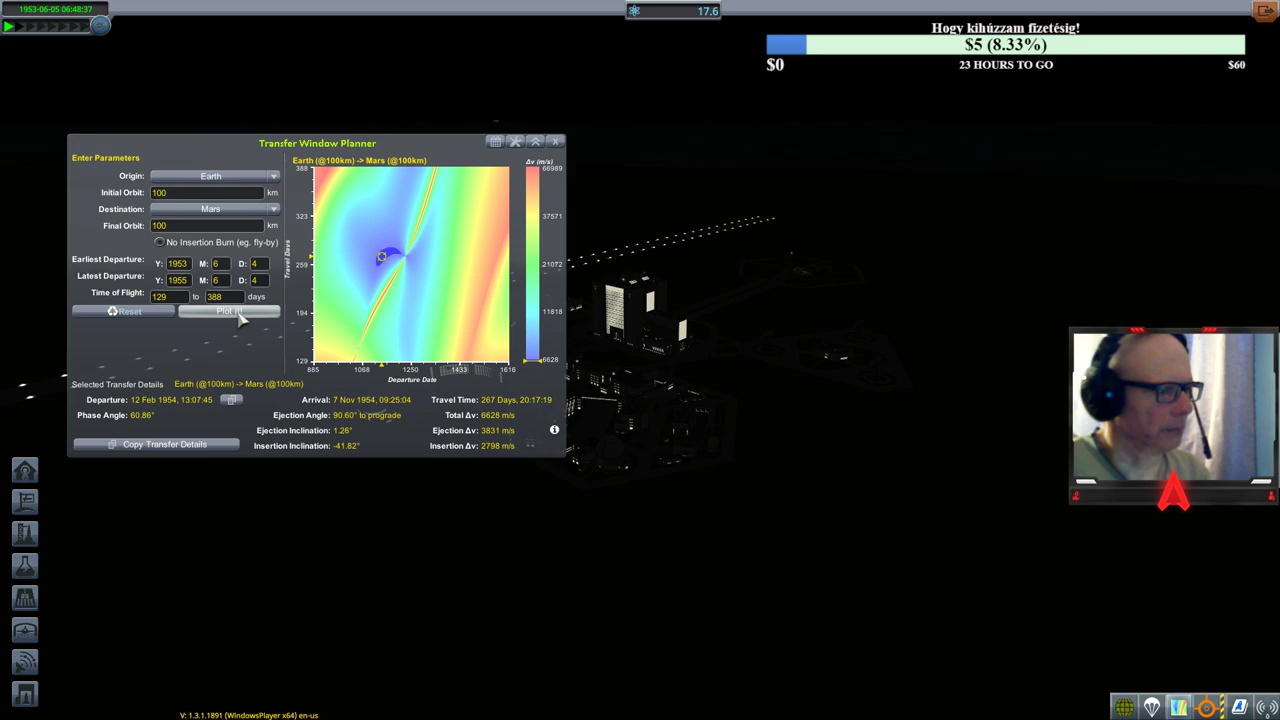 1953-06-05 06:48:37
17.6
Hogy kihúzzam fizetésig!
$5 (8.33%)
$0
23 HOURS TO GO
$60
Transfer Window Planner
Enter Parameters
Origin: Earth
Initial Orbit: 100 km
Destination: Mars
Final Orbit: 100 km
No Insertion Burn (eg. fly-by)
Earliest Departure: Y: 1953 M: 6 D: 4
Latest Departure: Y: 1955 M: 6 D: 4
Time of Flight: 129 to 388 days
Reset
Plot It!
Earth (@100km) -> Mars (@100km)
Δv (m/s)
388
323
259
194
129
Travel Days
885 1068 1250 1433 1616
Departure Date
66989
37571
21072
11818
6628
Selected Transfer Details Earth (@100km) -> Mars (@100km)
Departure: 12 Feb 1954, 13:07:45
Arrival: 7 Nov 1954, 09:25:04
Travel Time: 267 Days, 20:17:19
Phase Angle: 60.86°
Ejection Angle: 90.60° to prograde
Total Δv: 6628 m/s
Ejection Inclination: 1.26°
Ejection Δv: 3831 m/s
Copy Transfer Details
Insertion Inclination: -41.82°
Insertion Δv: 2798 m/s
V: 1.3.1.1891 (WindowsPlayer x64) en-us